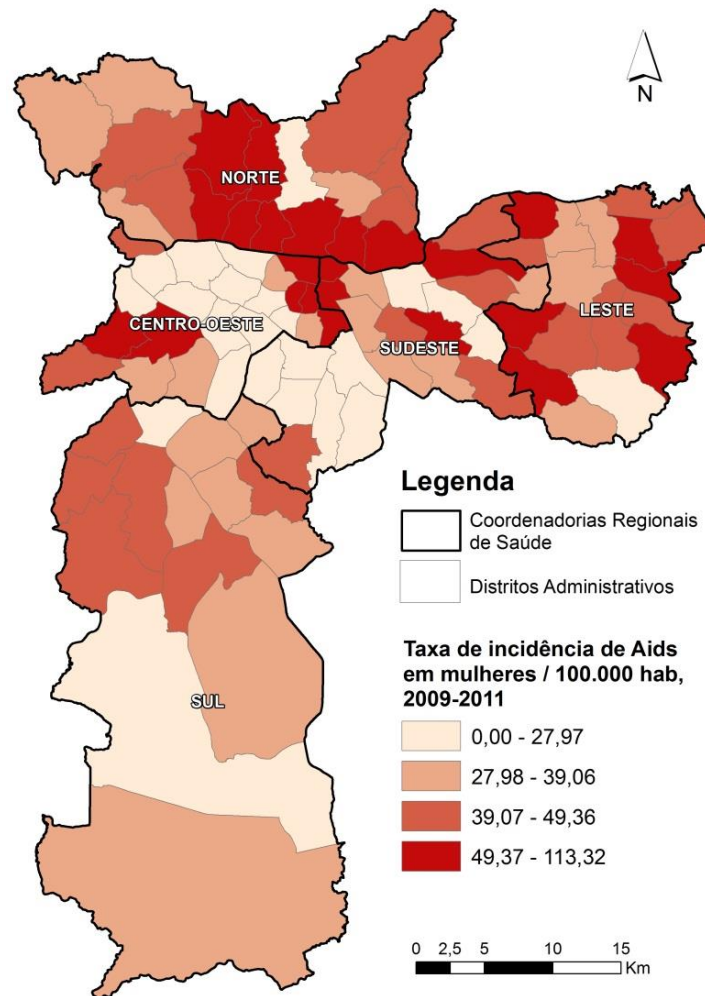 N
NORTE
CENTRO-OESTE
SUDESTE
LESTE
SUL
Legenda
Coordenadorias Regionais
de Saúde
Distritos Administrativos
Taxa de incidência de Aids
em mulheres / 100.000 hab,
2009-2011
0,00 - 27,97
27,98 - 39,06
39,07 - 49,36
49,37 - 113,32
0 2,5 5 10 15
Km